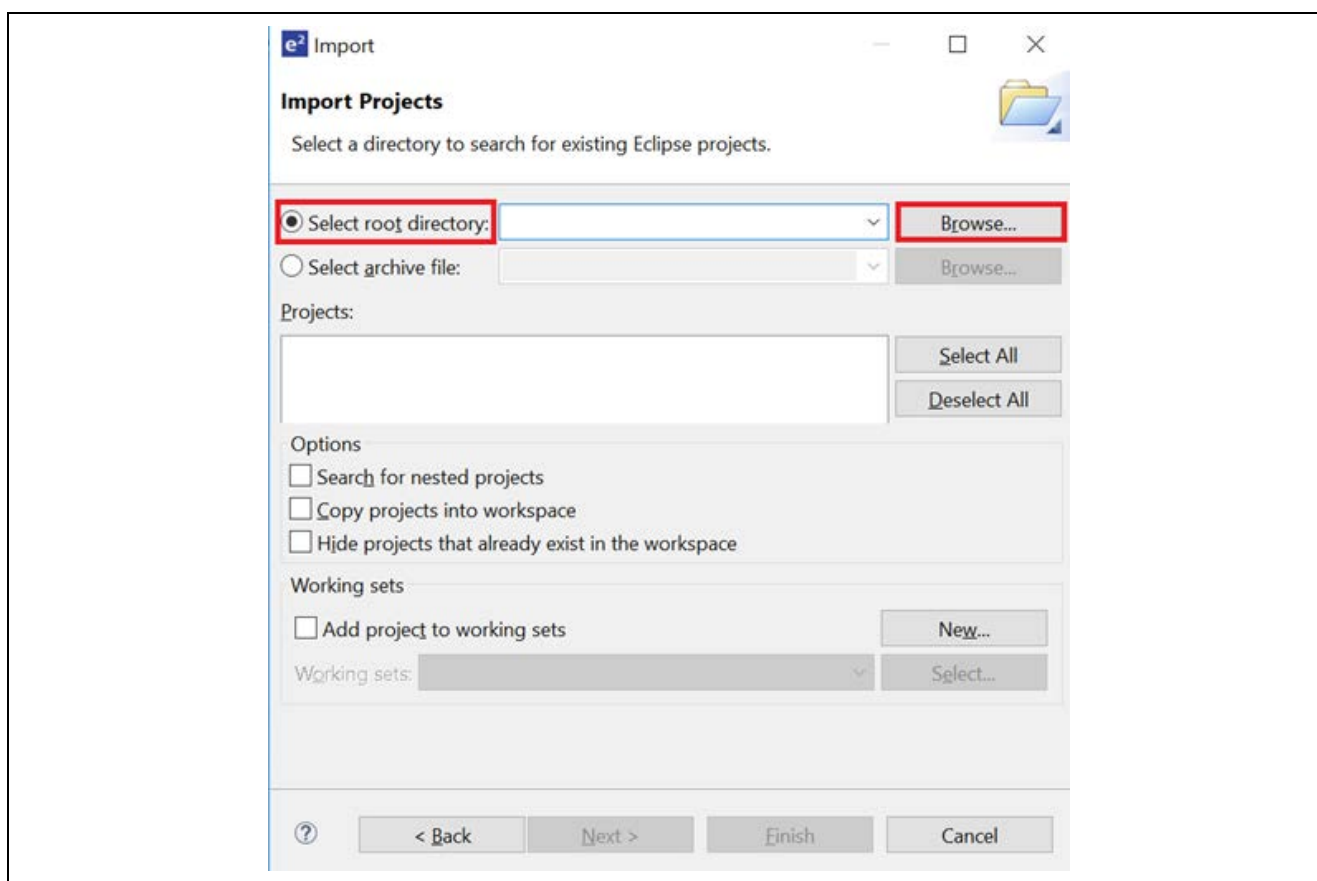 e² Import
Import Projects
Select a directory to search for existing Eclipse projects.
Select root directory: Browse...
Select archive file: Browse...
Projects:
Select All
Deselect All
Options
Search for nested projects
Copy projects into workspace
Hide projects that already exist in the workspace
Working sets
Add project to working sets New...
Working sets: Select...
? < Back Next > Finish Cancel